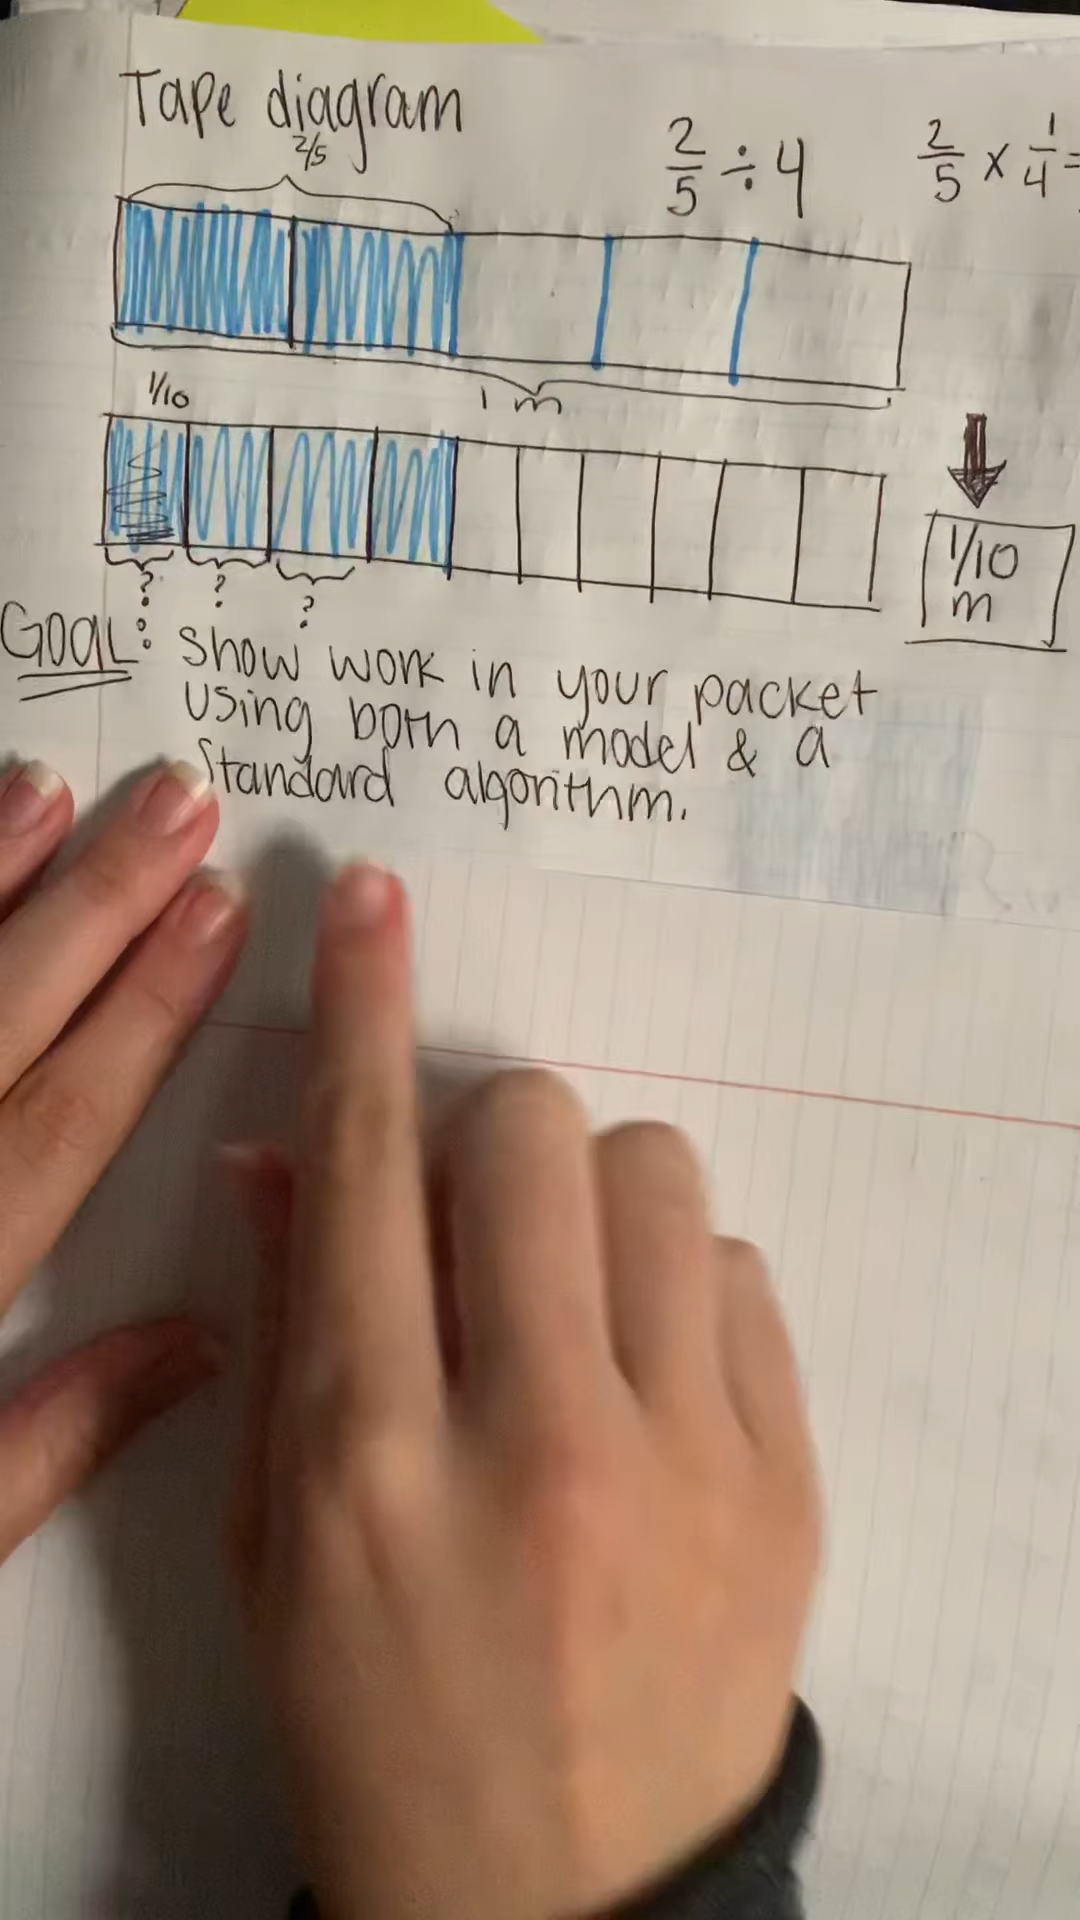 Tape diagram
2/5
2/5 ÷ 4
2/5 x 1/4 =
1 m
1/10
? ? ?
1/10
m
GOAL: show work in your packet
using both a model & a
standard algorithm.